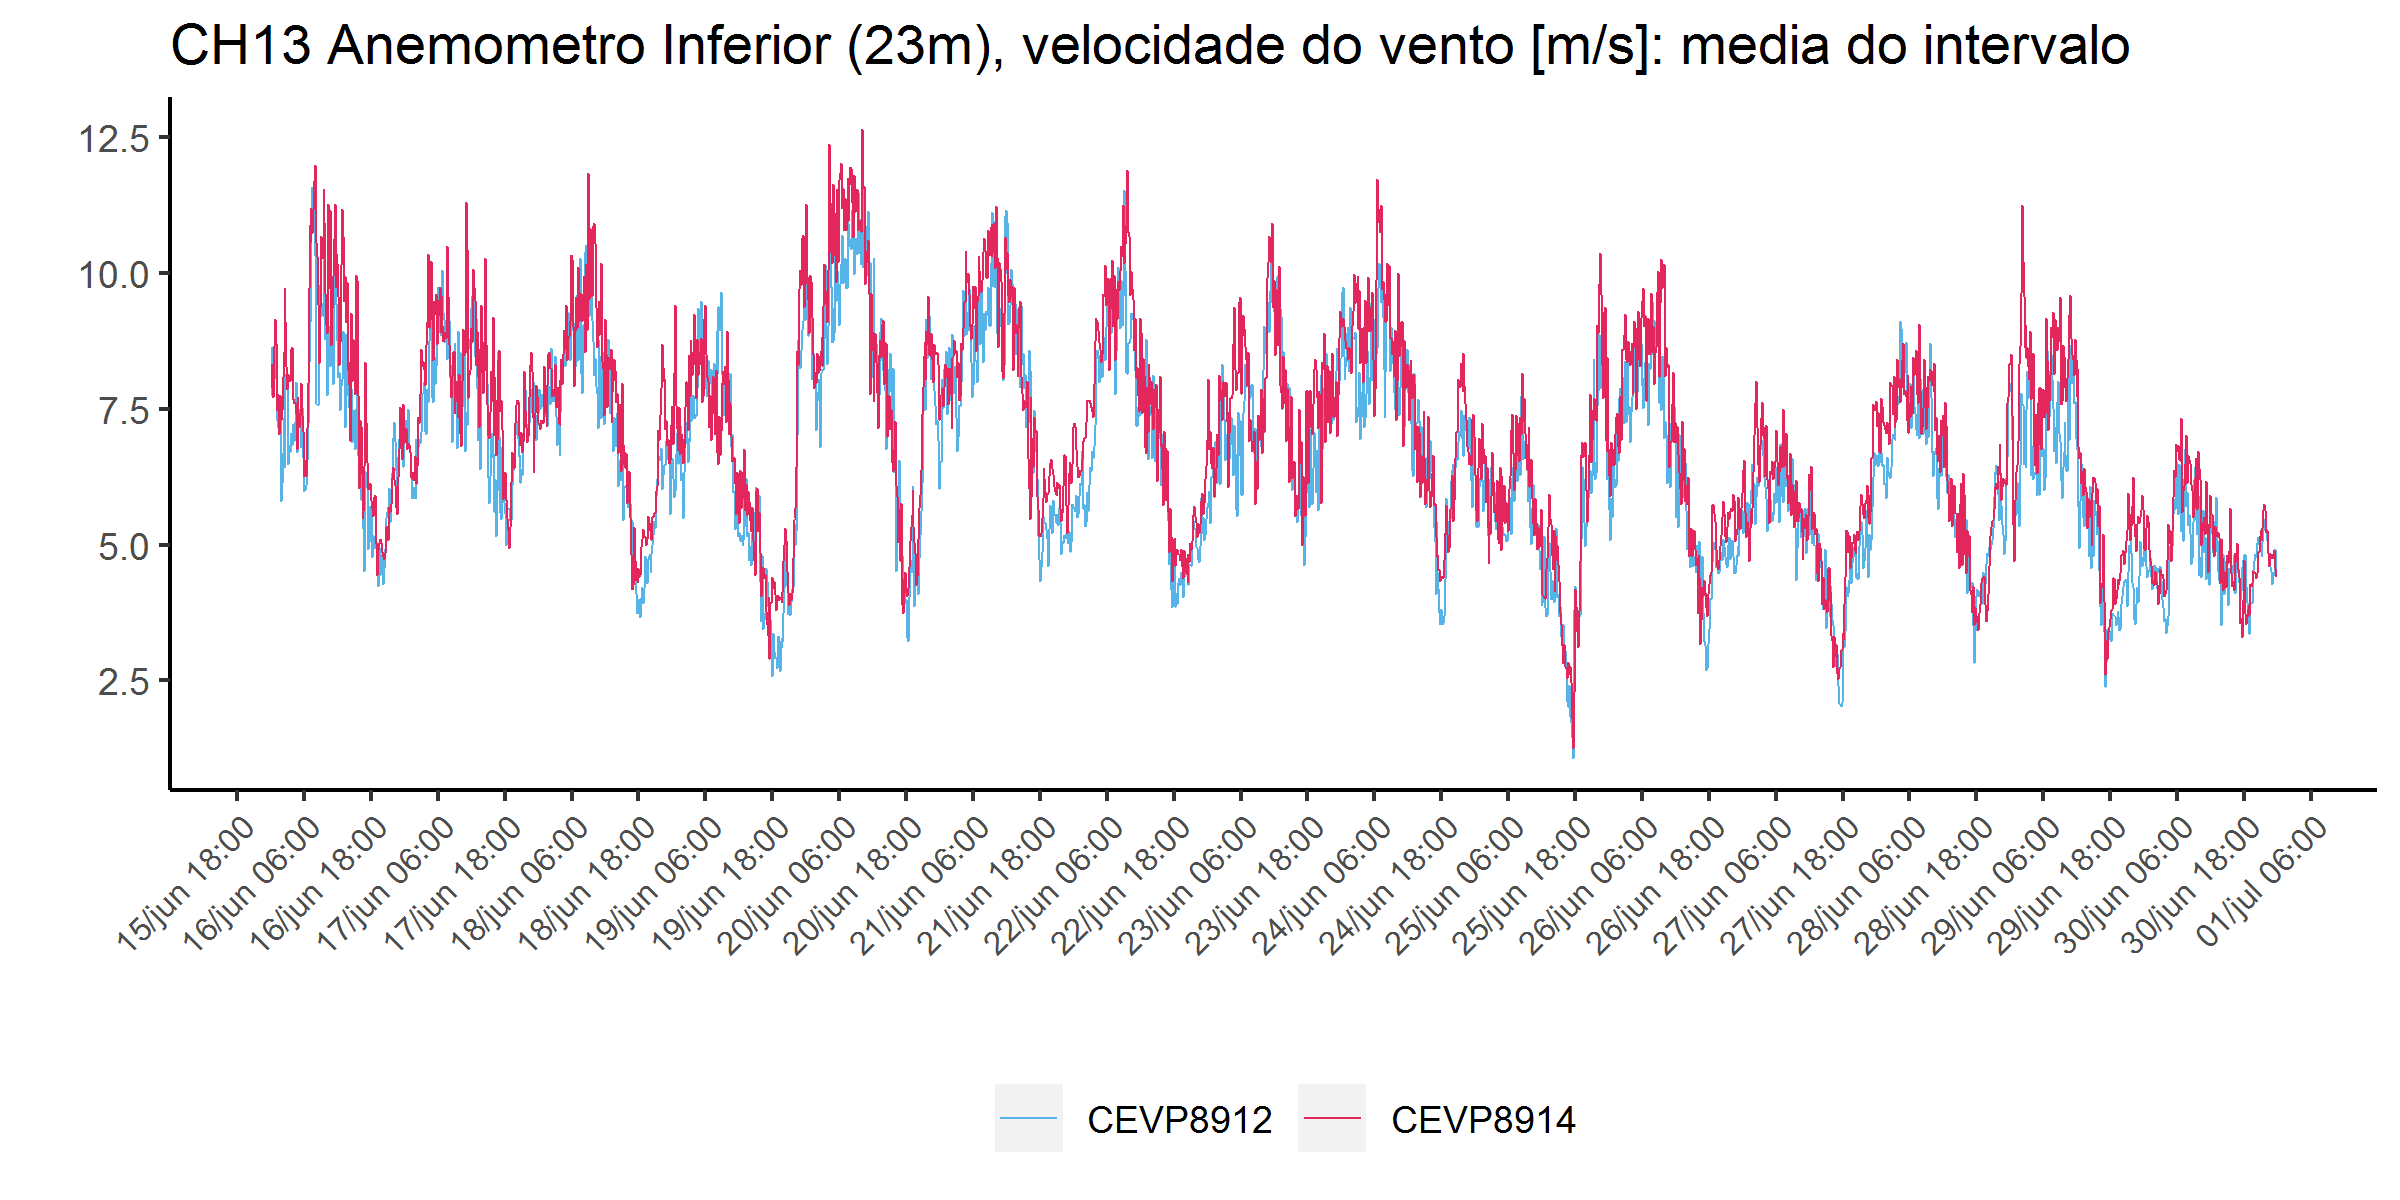 CH13 Anemometro Inferior (23m), velocidade do vento [m/s]: media do intervalo
12.5
10.0
7.5
5.0
2.5
15/jun 18:00
16/jun 06:00
16/jun 18:00
17/jun 06:00
17/jun 18:00
18/jun 06:00
18/jun 18:00
19/jun 06:00
19/jun 18:00
20/jun 06:00
20/jun 18:00
21/jun 06:00
21/jun 18:00
22/jun 06:00
22/jun 18:00
23/jun 06:00
23/jun 18:00
24/jun 06:00
24/jun 18:00
25/jun 06:00
25/jun 18:00
26/jun 06:00
26/jun 18:00
27/jun 06:00
27/jun 18:00
28/jun 06:00
28/jun 18:00
29/jun 06:00
29/jun 18:00
30/jun 06:00
30/jun 18:00
01/jul 06:00
CEVP8912
CEVP8914